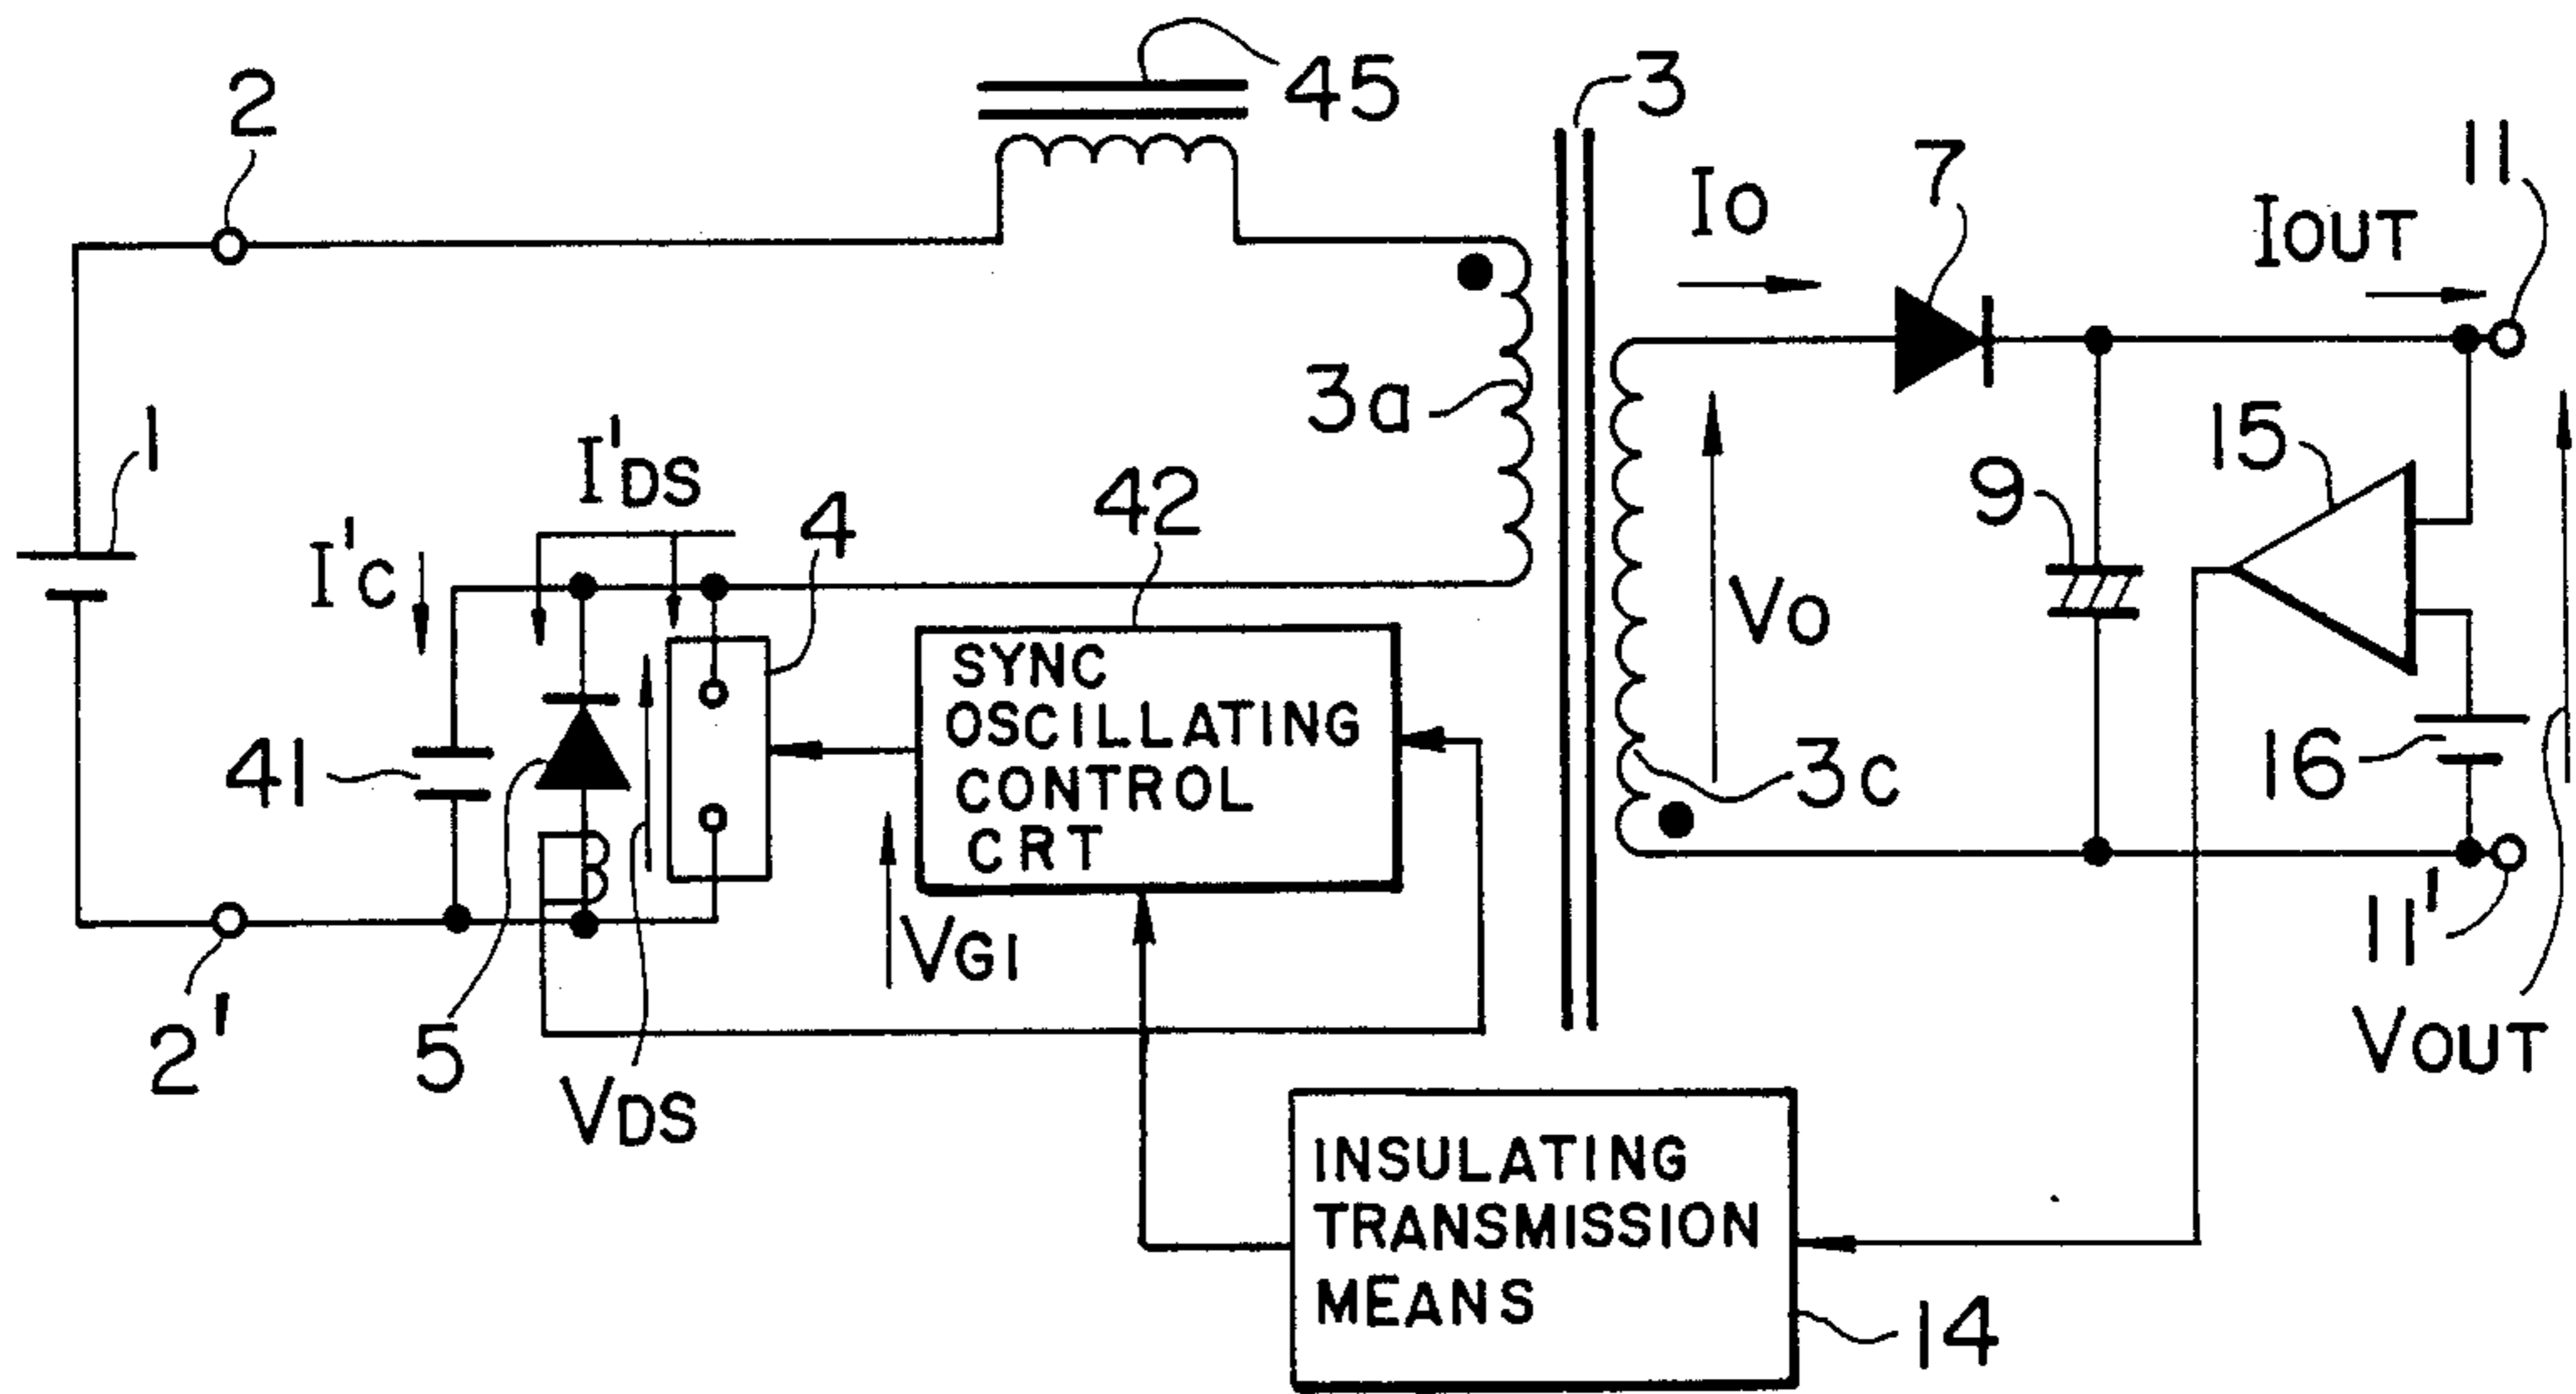 45
3
2
7
11
IO
IOUT
1
3a
15
I'DS
42
4
9
I'C
VO
SYNC
OSCILLATING
CONTROL
CRT
41
3c
16
VG1
11'
2'
5
VOUT
VDS
INSULATING
TRANSMISSION
MEANS
14